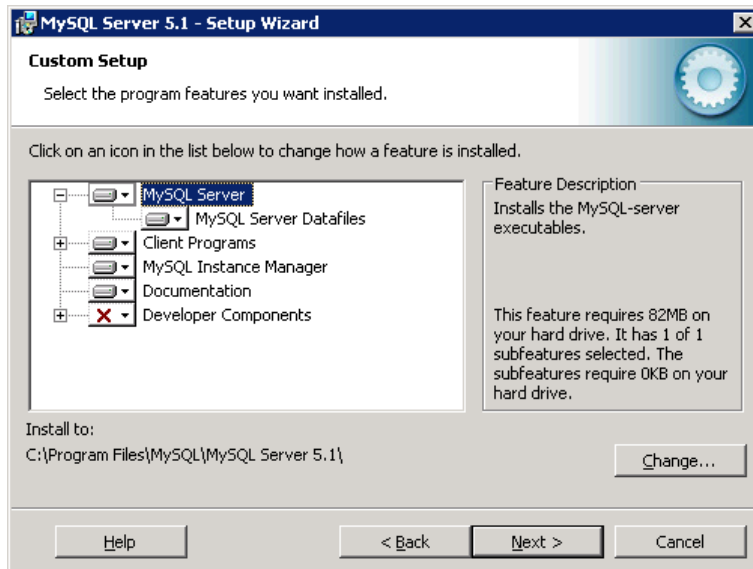 MySQL Server 5.1 - Setup Wizard
Custom Setup
Select the program features you want installed.
Click on an icon in the list below to change how a feature is installed.
MySQL Server
MySQL Server Datafiles
Client Programs
MySQL Instance Manager
Documentation
Developer Components
Feature Description
Installs the MySQL-server
executables.
This feature requires 82MB on
your hard drive. It has 1 of 1
subfeatures selected. The
subfeatures require 0KB on your
hard drive.
Install to:
C:\Program Files\MySQL\MySQL Server 5.1\
Change...
Help
< Back
Next >
Cancel